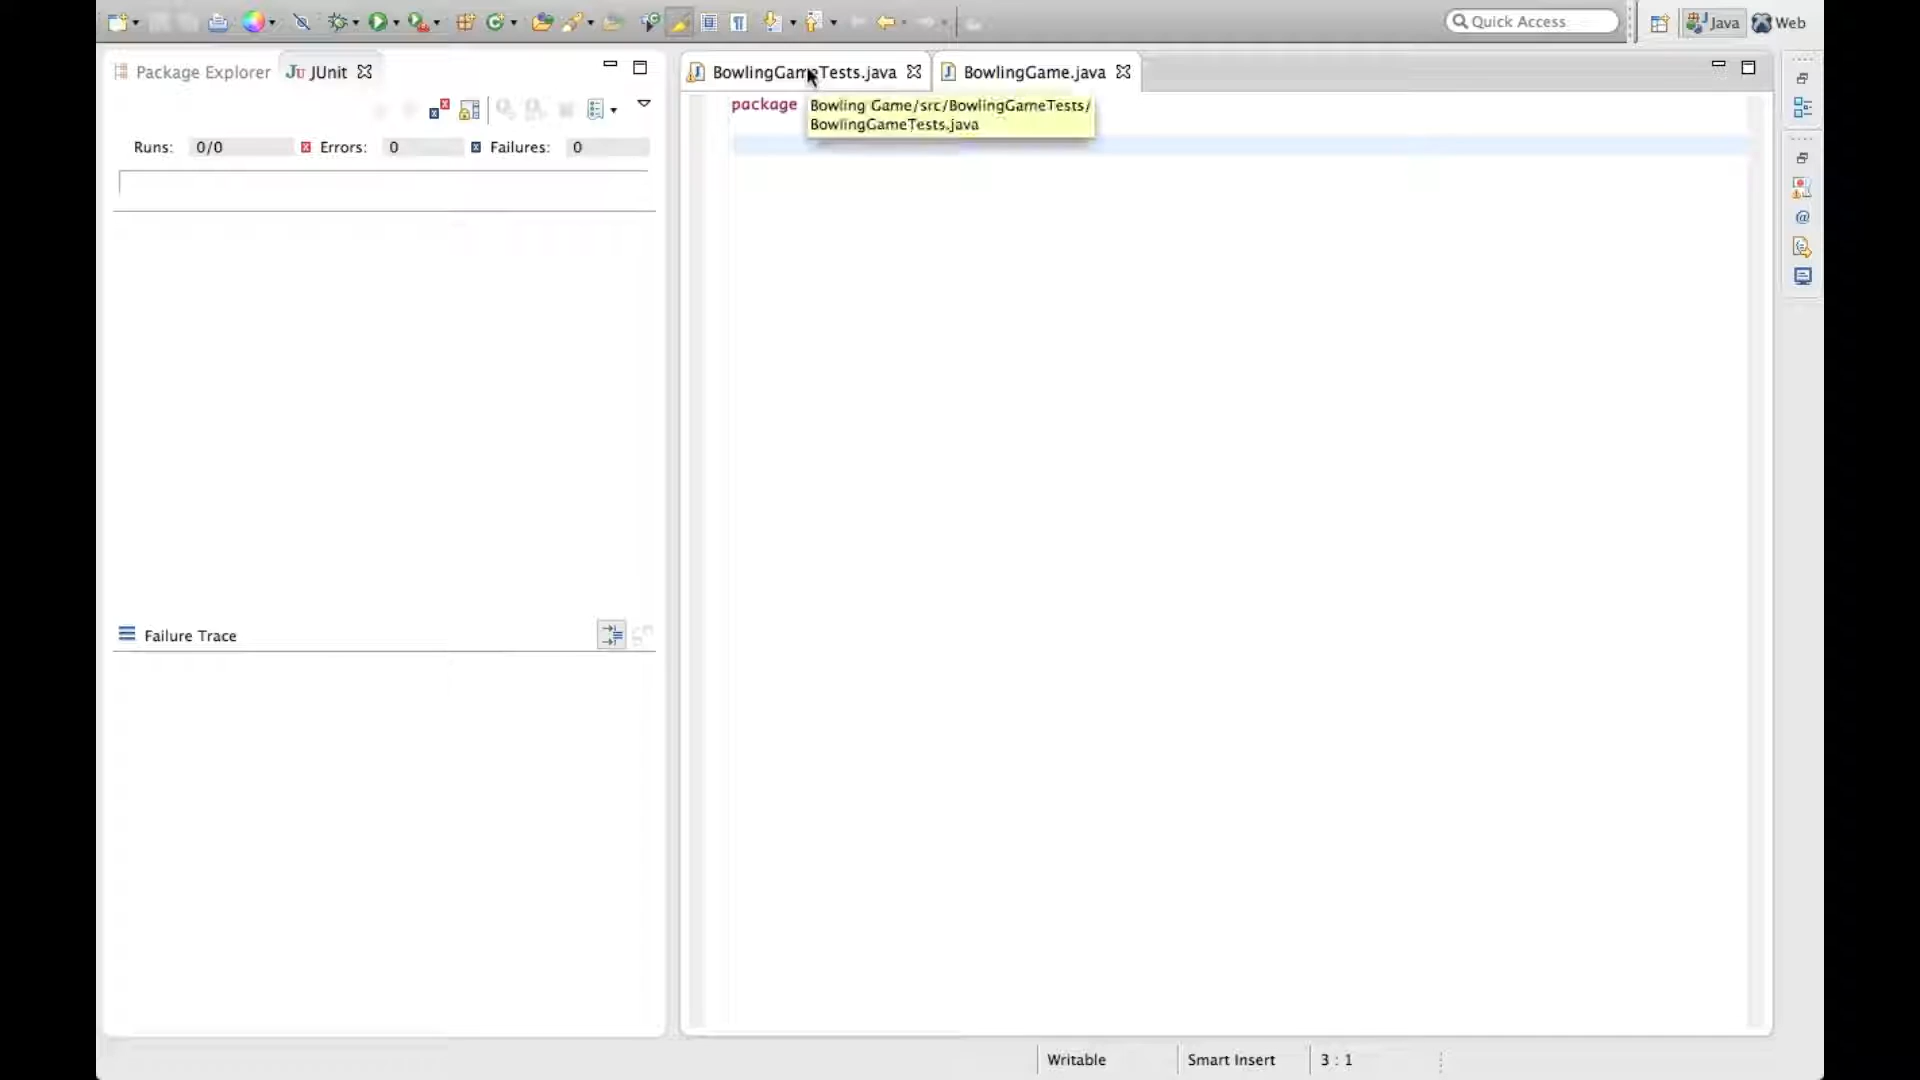 Quick Access
Java
Web
Package Explorer
JUnit
BowlingGameTests.java
BowlingGame.java
package
Bowling Game/src/BowlingGameTests/
BowlingGameTests.java
Runs: 0/0
Errors: 0
Failures: 0
Failure Trace
Writable
Smart Insert
3 : 1